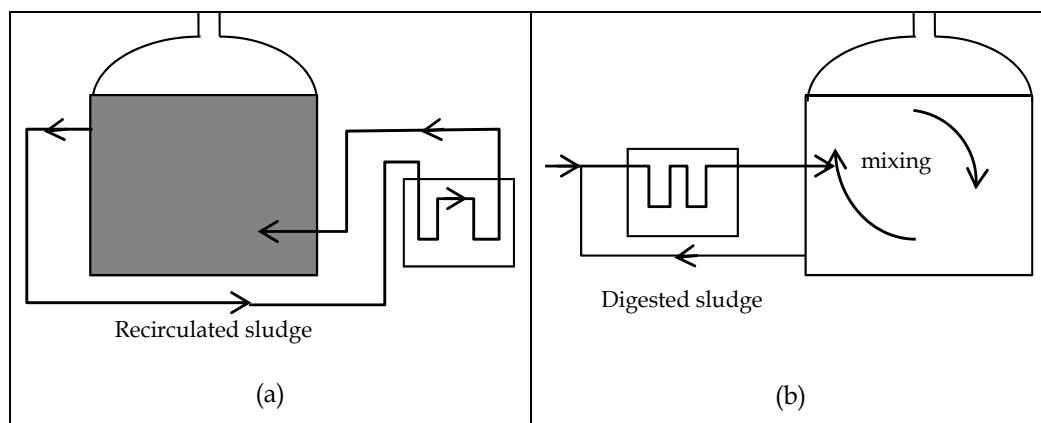 Recirculated sludge
(a)
mixing
Digested sludge
(b)